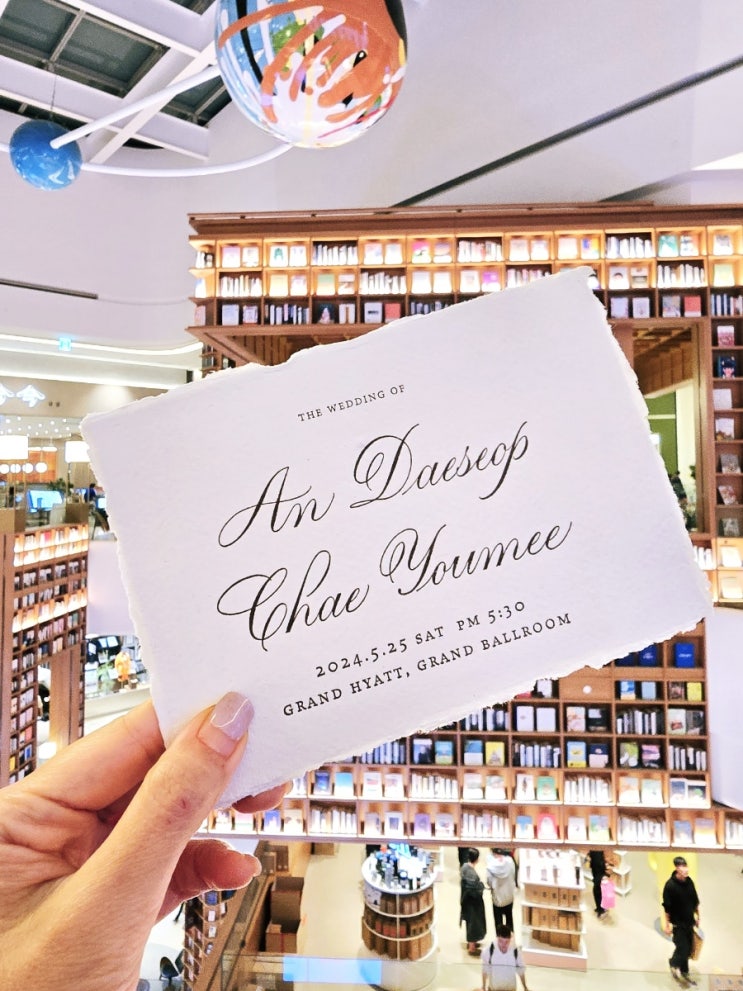 THE WEDDING OF
An Daeseop
Chae Youmee
2024.5.25 SAT PM 5:30
GRAND HYATT, GRAND BALLROOM